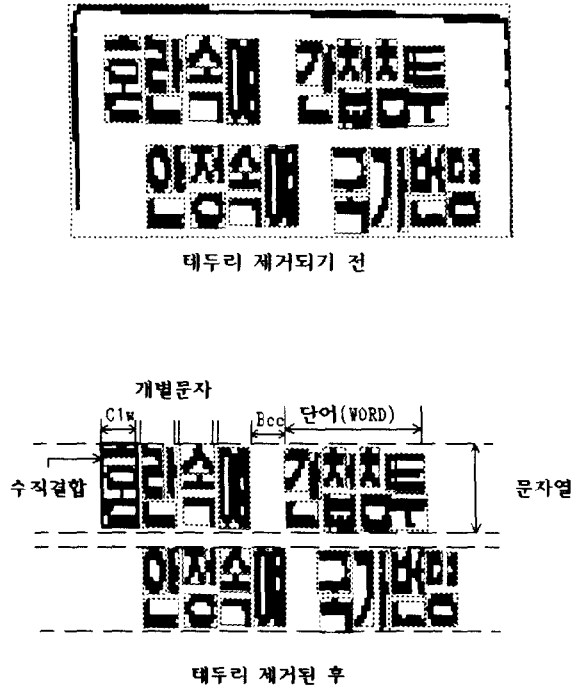 혼란속에 간첩침투
안정속에 국가번영
테두리 제거되기 전
개별문자
C1w
Bcc
단어(WORD)
수직결합
혼란속에 간첩침투
문자열
안정속에 국가번영
테두리 제거된 후